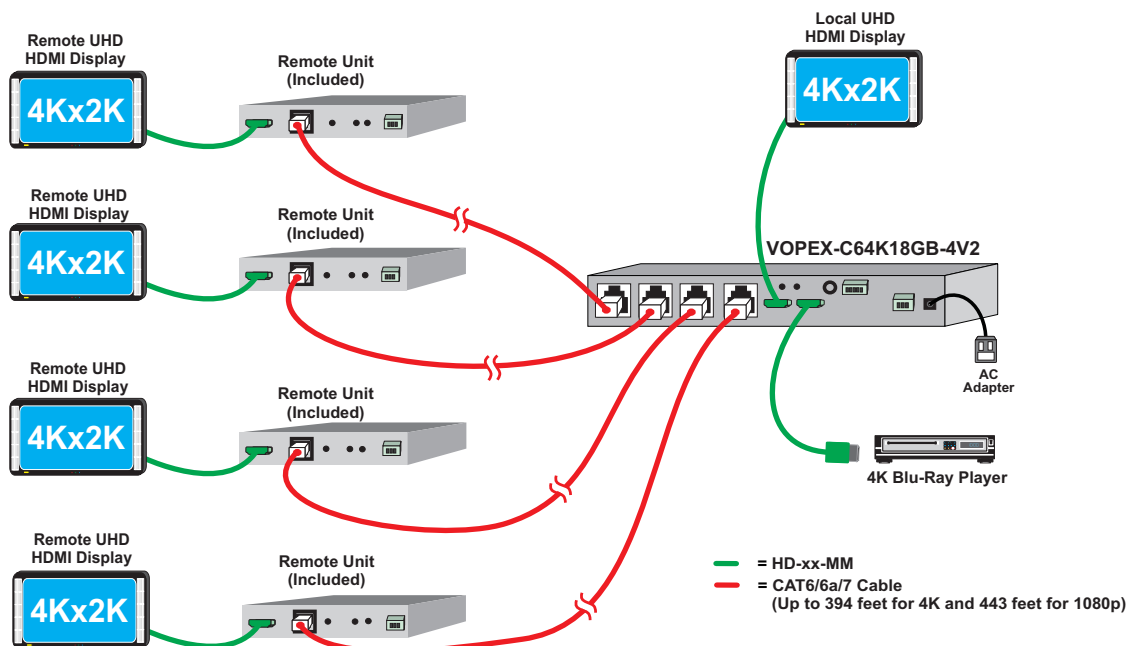 Remote UHD
HDMI Display
4Kx2K
Remote Unit
(Included)
Local UHD
HDMI Display
4Kx2K
Remote UHD
HDMI Display
4Kx2K
Remote Unit
(Included)
VOPEX-C64K18GB-4V2
AC
Adapter
Remote UHD
HDMI Display
4Kx2K
Remote Unit
(Included)
4K Blu-Ray Player
Remote UHD
HDMI Display
4Kx2K
Remote Unit
(Included)
= HD-xx-MM
= CAT6/6a/7 Cable
(Up to 394 feet for 4K and 443 feet for 1080p)